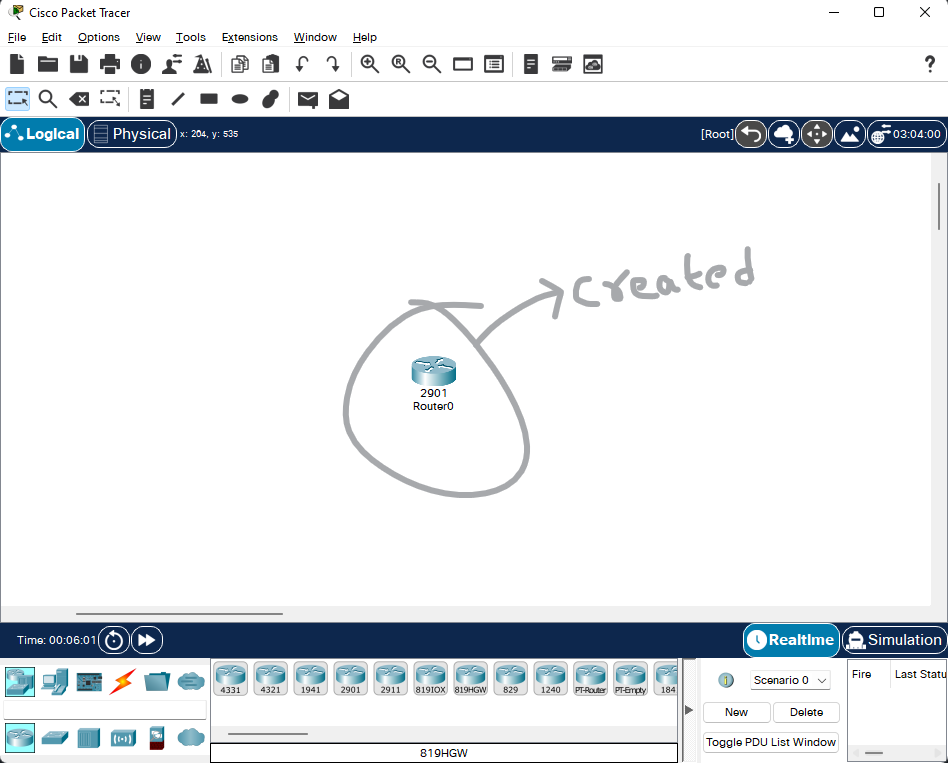 Cisco Packet Tracer
File Edit Options View Tools Extensions Window Help
Logical Physical x: 204, y: 535 [Root] 03:04:00
Created
2901
Router0
Time: 00:06:01 Realtime Simulation
4331 4321 1941 2901 2911 819IOX 819HGW 829 1240 PT-Router PT-Empty 184
Scenario 0
Fire Last Statu
New Delete
Toggle PDU List Window
819HGW